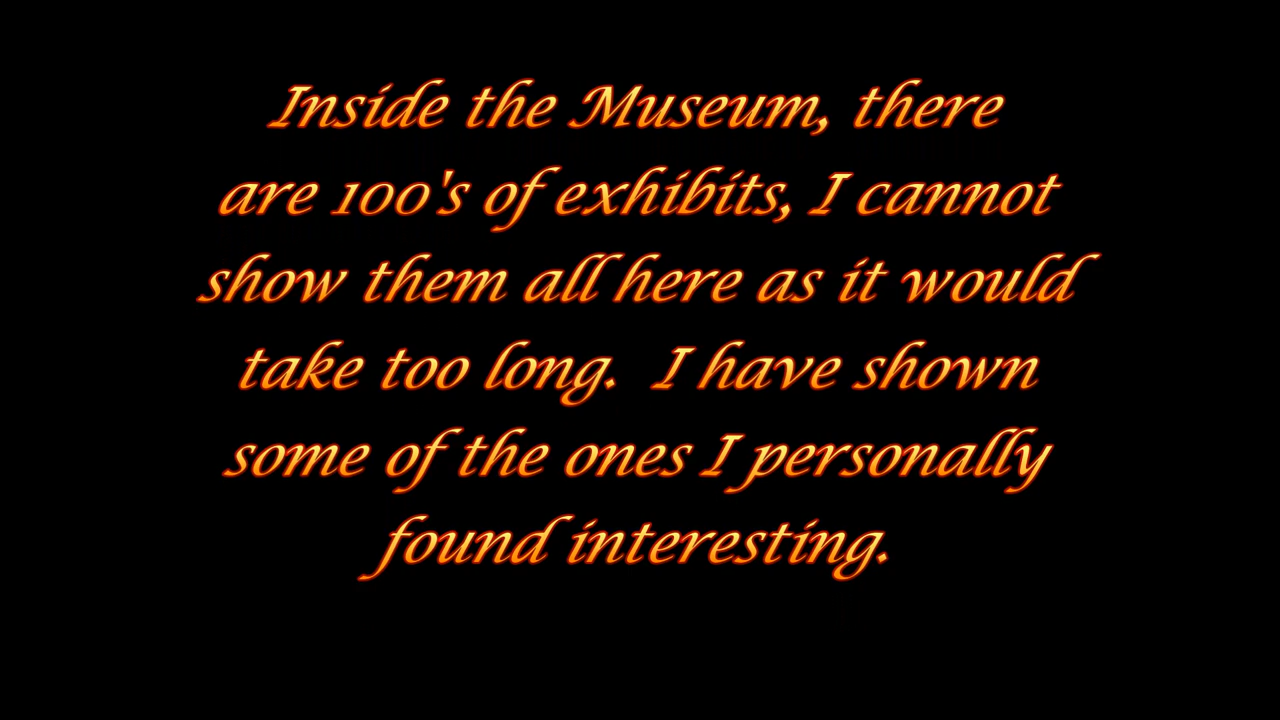 Inside the Museum, there
are 100's of exhibits, I cannot
show them all here as it would
take too long.  I have shown
some of the ones I personally
found interesting.